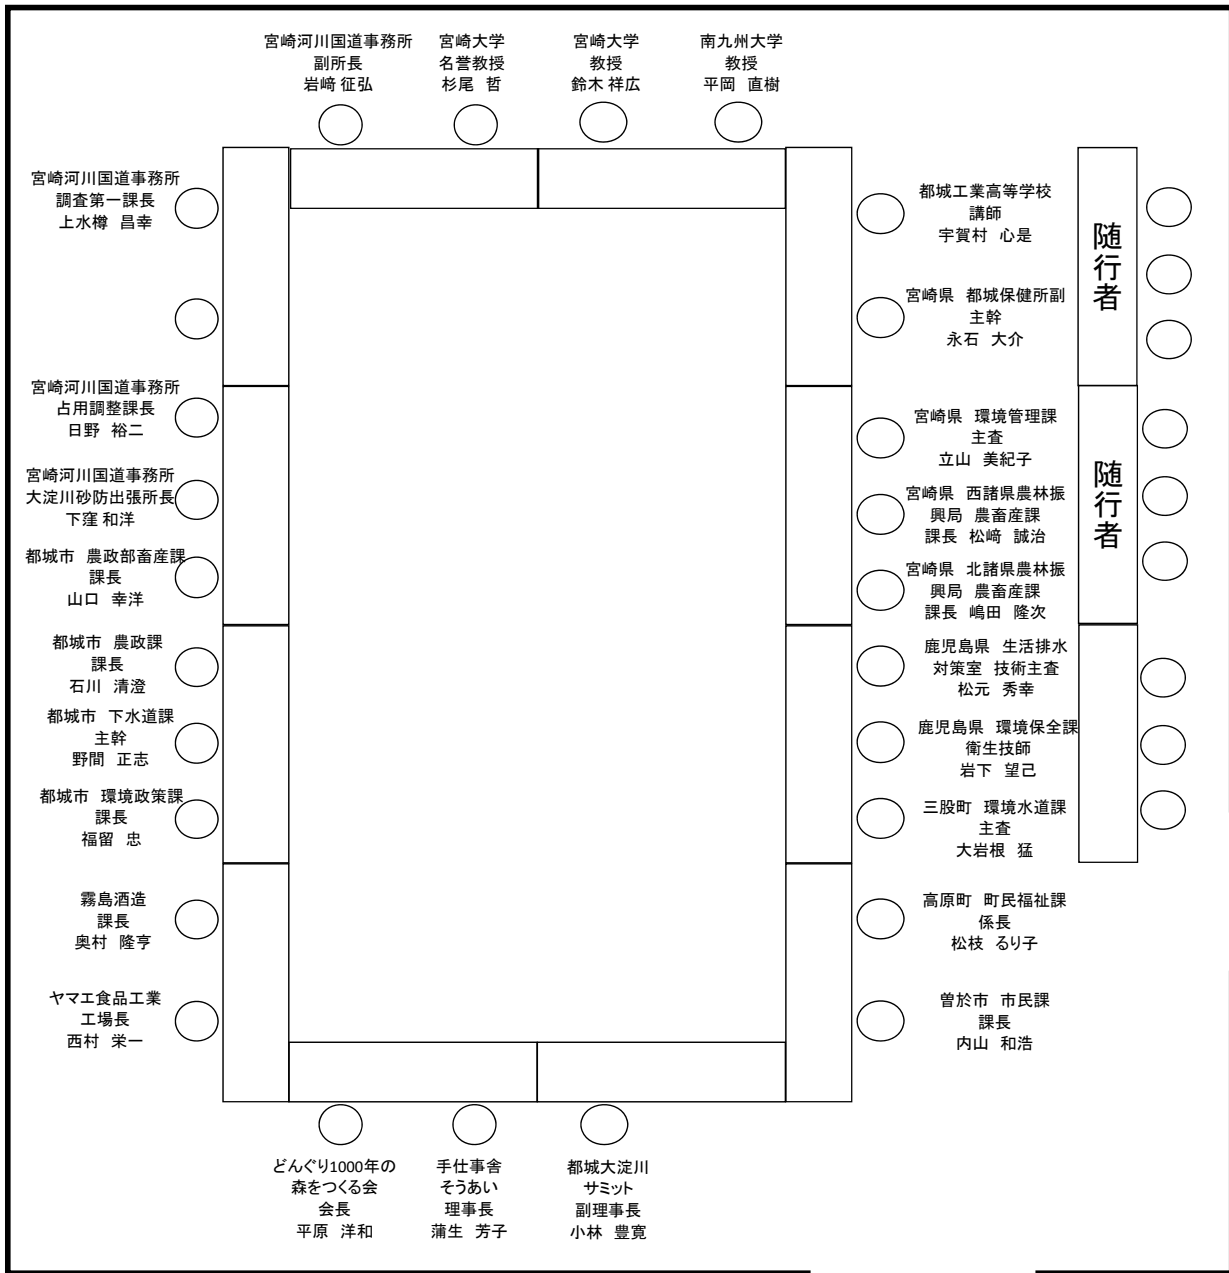 宮崎河川国道事務所
副所長
岩﨑 征弘
宮崎大学
名誉教授
杉尾 哲
宮崎大学
教授
鈴木 祥広
南九州大学
教授
平岡 直樹
宮崎河川国道事務所
調査第一課長
上水樽 昌幸
宮崎河川国道事務所
占用調整課長
日野 裕二
宮崎河川国道事務所
大淀川砂防出張所長
下窪 和洋
都城市 農政部畜産課
課長
山口 幸洋
都城市 農政課
課長
石川 清澄
都城市 下水道課
主幹
野間 正志
都城市 環境政策課
課長
福留 忠
霧島酒造
課長
奥村 隆亨
ヤマエ食品工業
工場長
西村 栄一
都城工業高等学校
講師
宇賀村 心是
宮崎県 都城保健所副
主幹
永石 大介
宮崎県 環境管理課
主査
立山 美紀子
宮崎県 西諸県農林振
興局 農畜産課
課長 松﨑 誠治
宮崎県 北諸県農林振
興局 農畜産課
課長 嶋田 隆次
鹿児島県 生活排水
対策室 技術主査
松元 秀幸
鹿児島県 環境保全課
衛生技師
岩下 望己
三股町 環境水道課
主査
大岩根 猛
高原町 町民福祉課
係長
松枝 るり子
曽於市 市民課
課長
内山 和浩
随行者
随行者
どんぐり1000年の
森をつくる会
会長
平原 洋和
手仕事舎
そうあい
理事長
蒲生 芳子
都城大淀川
サミット
副理事長
小林 豊寛